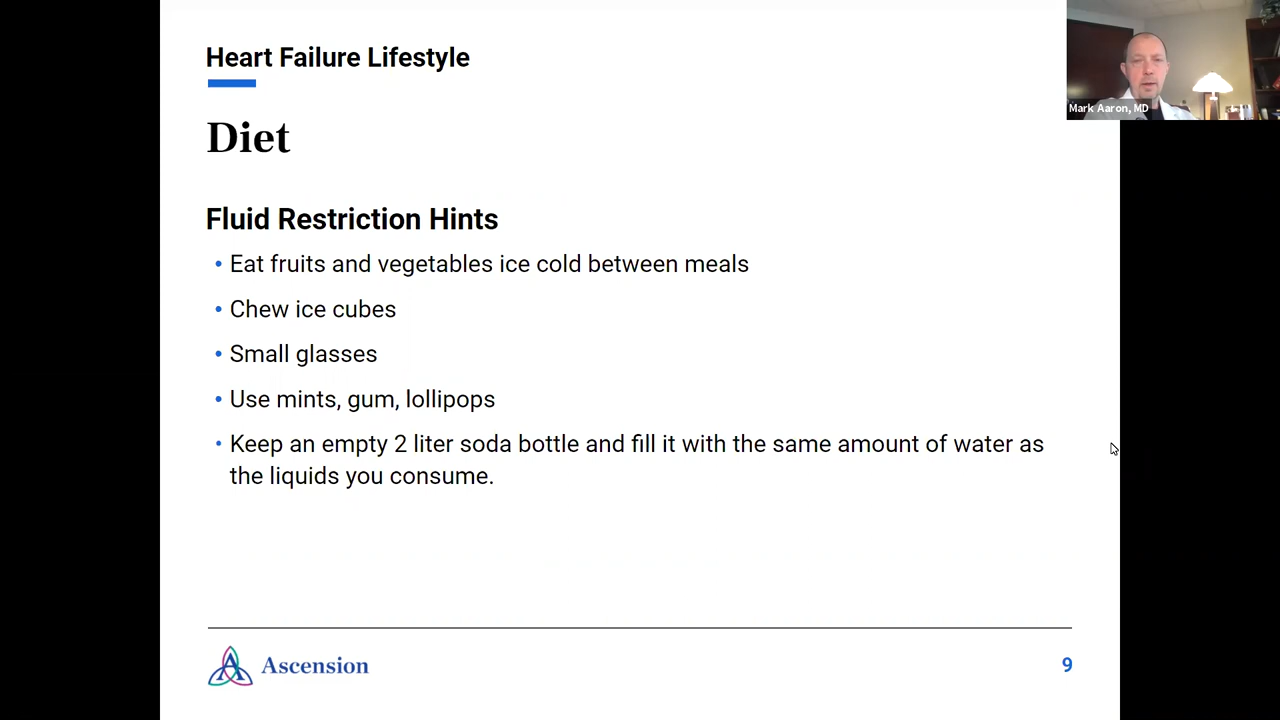 Heart Failure Lifestyle
Mark Aaron, MD
Diet
Fluid Restriction Hints
• Eat fruits and vegetables ice cold between meals
• Chew ice cubes
• Small glasses
• Use mints, gum, lollipops
• Keep an empty 2 liter soda bottle and fill it with the same amount of water as
the liquids you consume.
Ascension
9